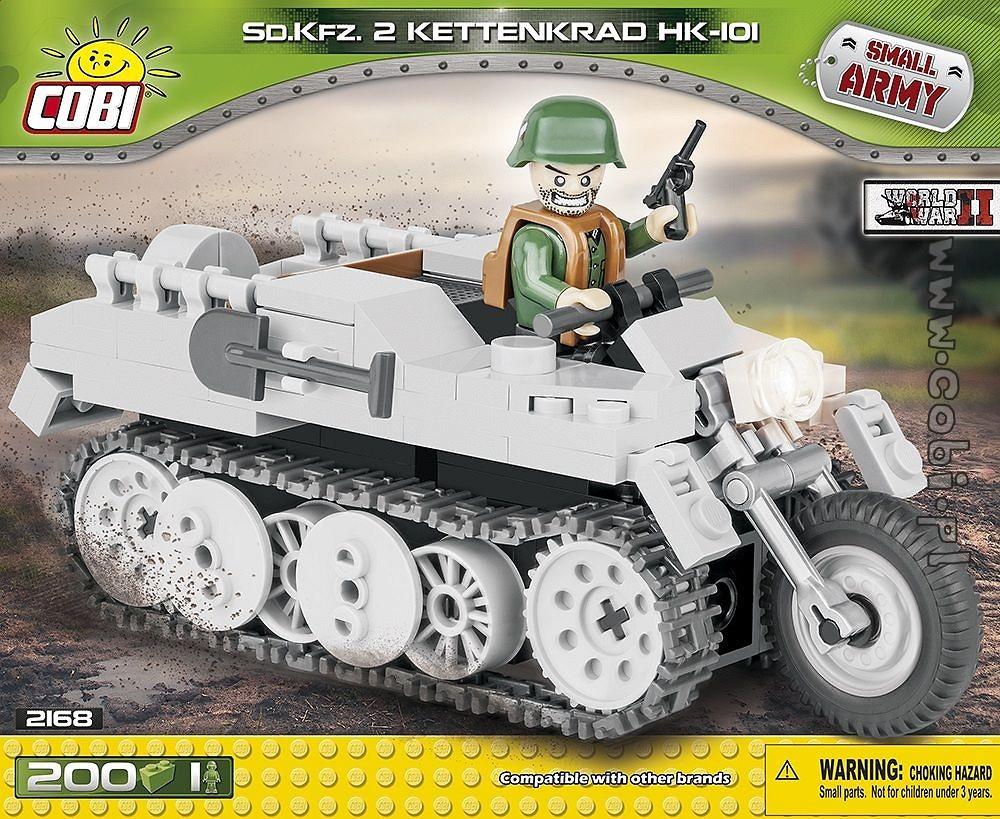 SD.KFZ. 2 KETTENKRAD HK-101
COBI®
SMALL
ARMY
WORLD
WAR II
www.cobi.pl
2168
200 1
Compatible with other brands
WARNING: CHOKING HAZARD
Small parts. Not for children under 3 years.